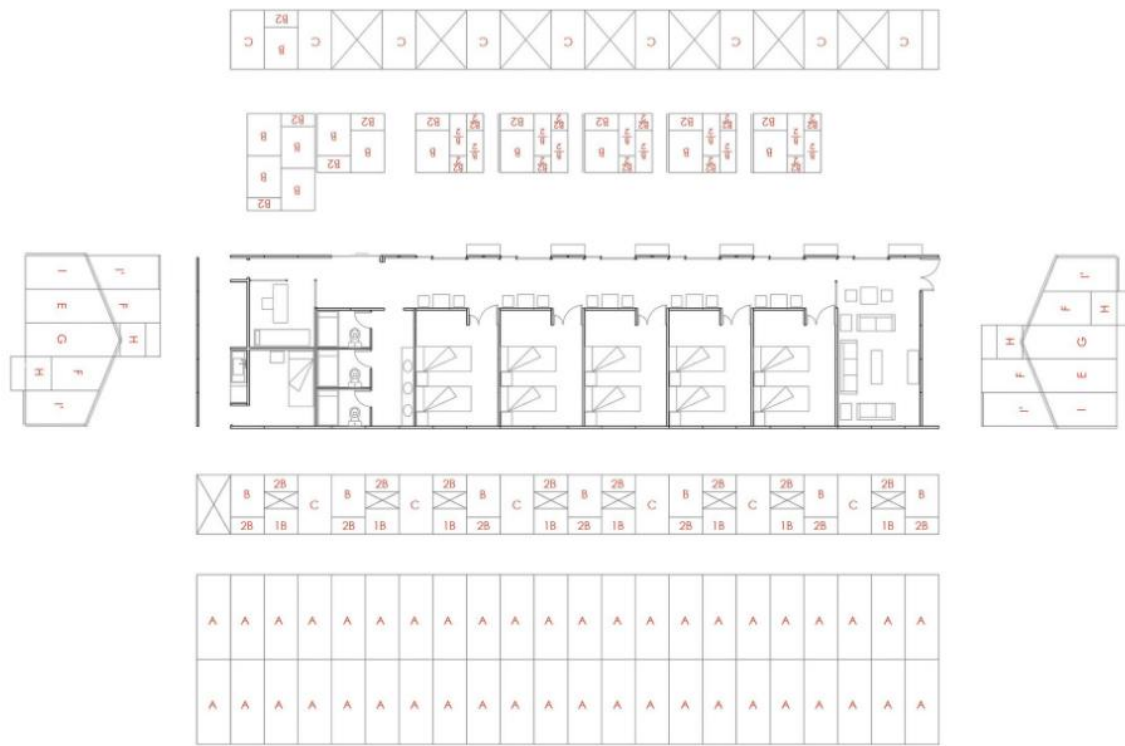 B2
C B C C C C C C C C
B2 B2 B2 B2 B2 B2 B2
B B B B B B B B B
B2
B B
B2
I I'
E F
G H
H F
I'
I'
F H
H G
F E
I' I
2B 2B 2B 2B 2B 2B 2B 2B
B C B C B C B C B C B C B
2B 1B 2B 1B 1B 2B 1B 2B 1B 2B 1B 1B 2B 1B 2B
A A A A A A A A A A A A A A A A A A A A A A
A A A A A A A A A A A A A A A A A A A A A A